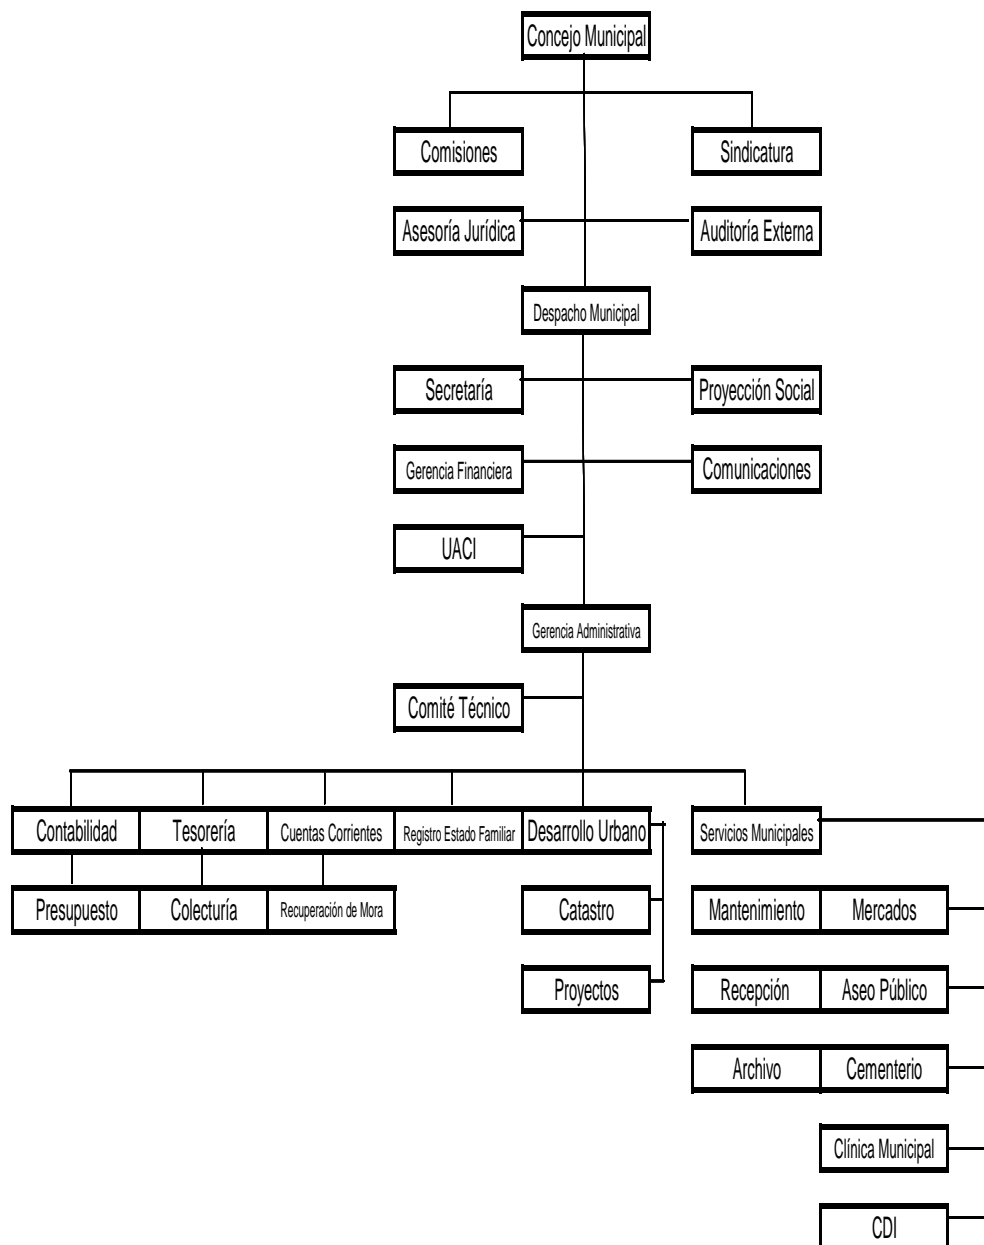 Concejo Municipal
Comisiones
Sindicatura
Asesoría Jurídica
Auditoría Externa
Despacho Municipal
Secretaría
Proyección Social
Gerencia Financiera
Comunicaciones
UACI
Gerencia Administrativa
Comité Técnico
Contabilidad
Tesorería
Cuentas Corrientes
Registro Estado Familiar
Desarrollo Urbano
Servicios Municipales
Presupuesto
Colecturía
Recuperación de Mora
Catastro
Mantenimiento
Mercados
Proyectos
Recepción
Aseo Público
Archivo
Cementerio
Clínica Municipal
CDI